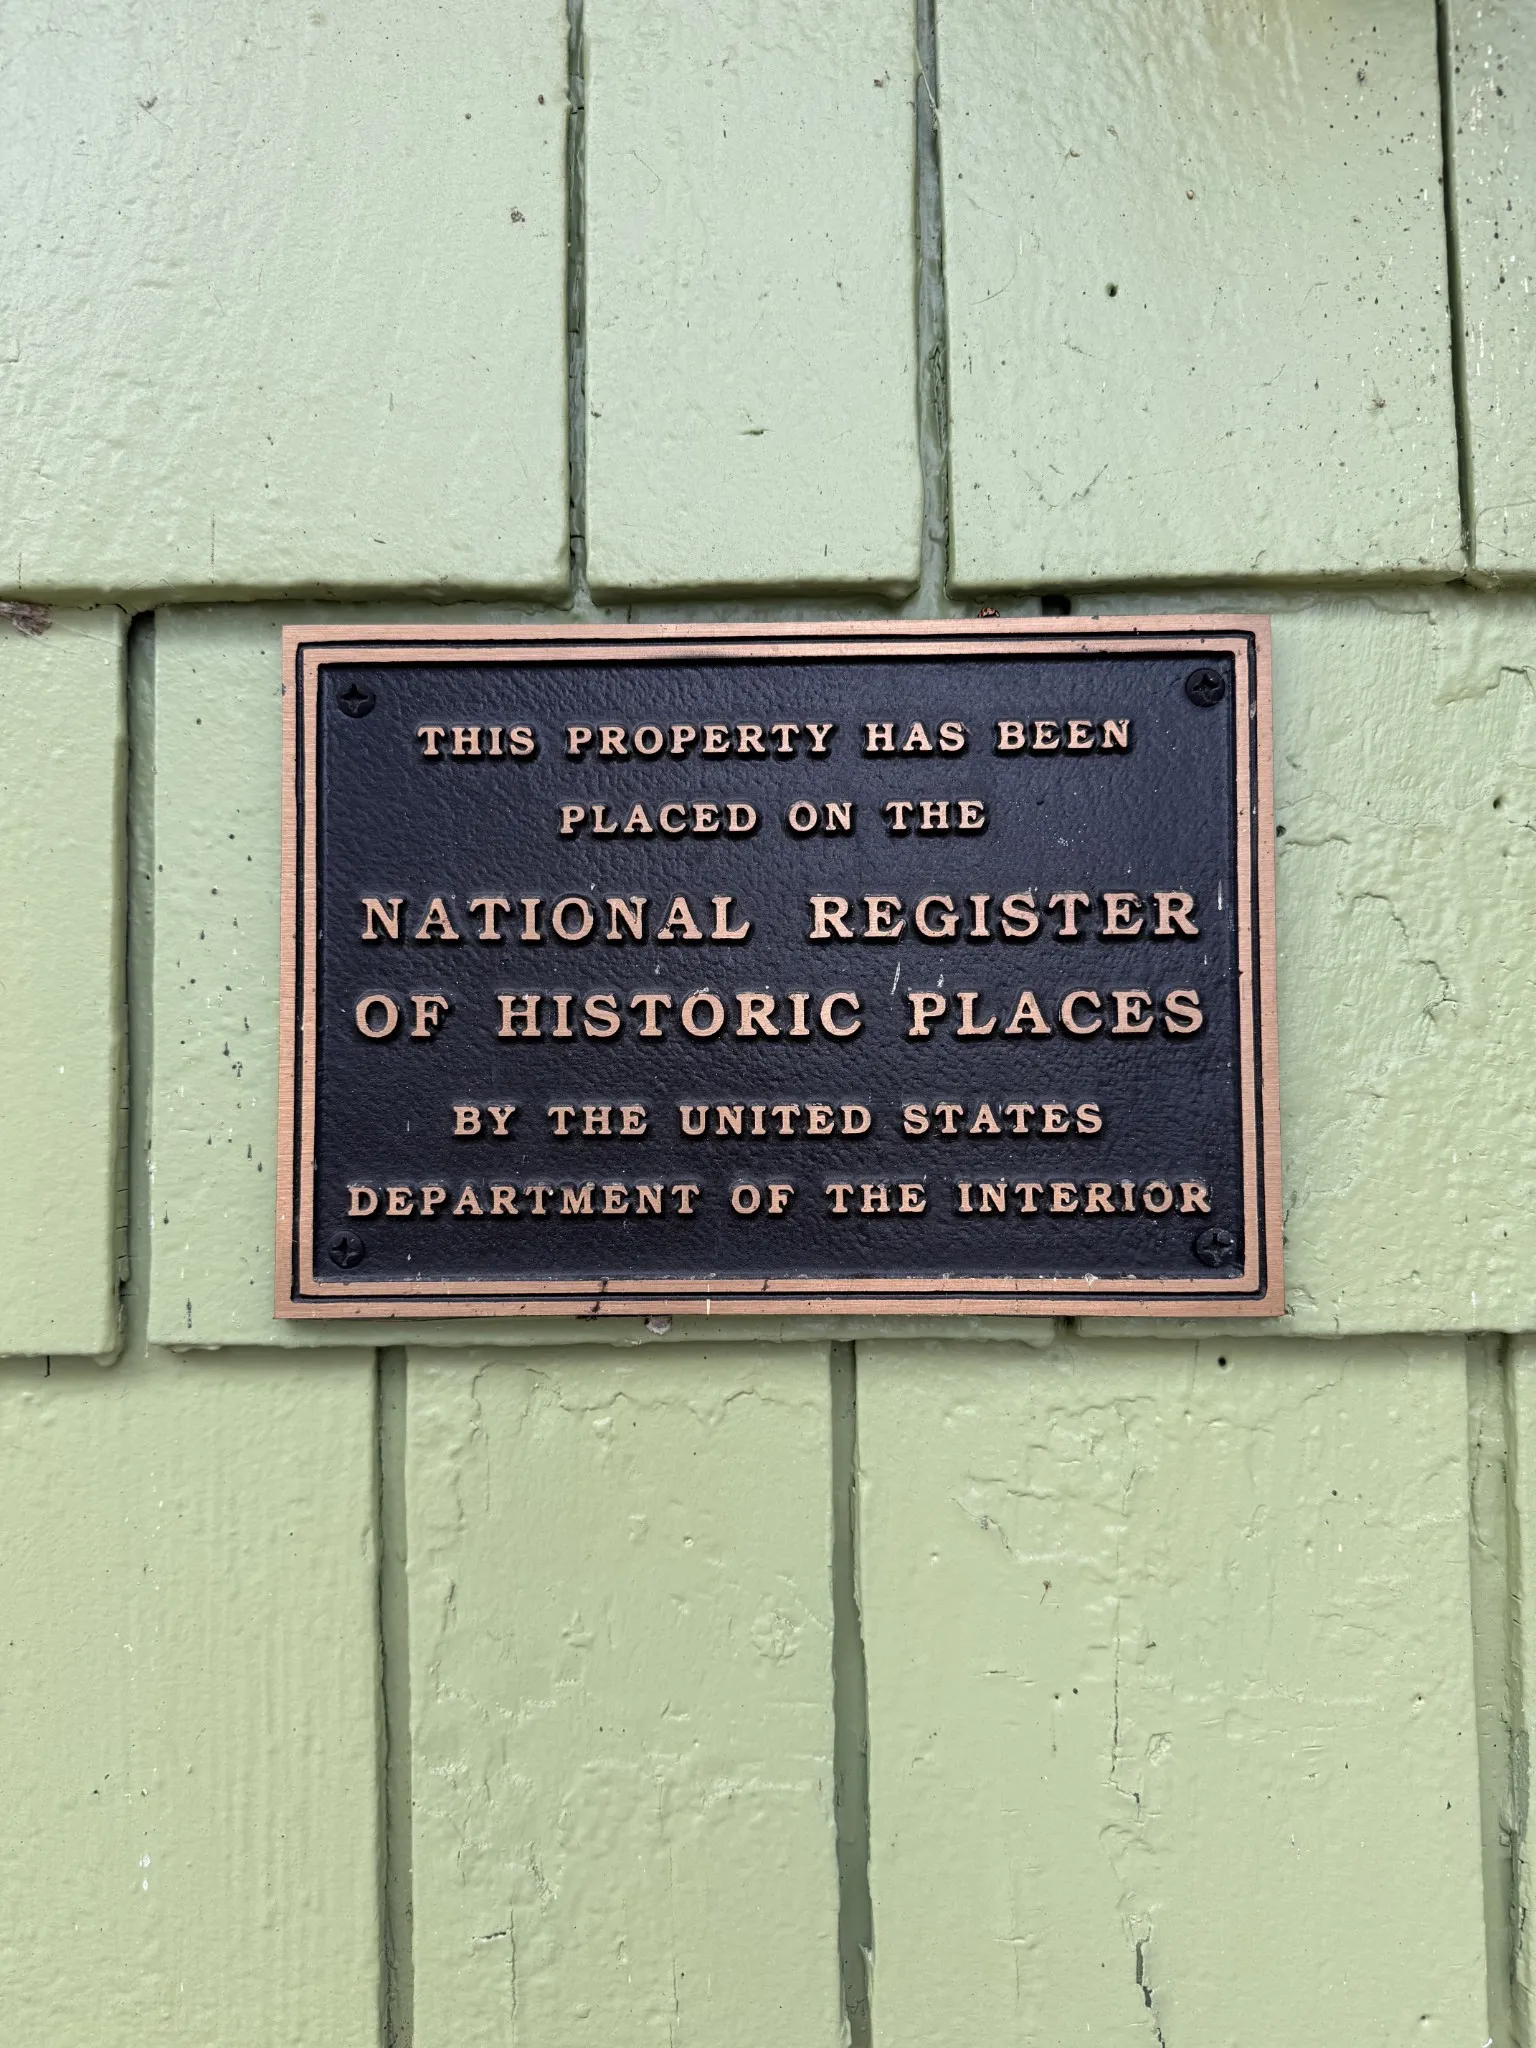 THIS PROPERTY HAS BEEN
PLACED ON THE
NATIONAL REGISTER
OF HISTORIC PLACES
BY THE UNITED STATES
DEPARTMENT OF THE INTERIOR